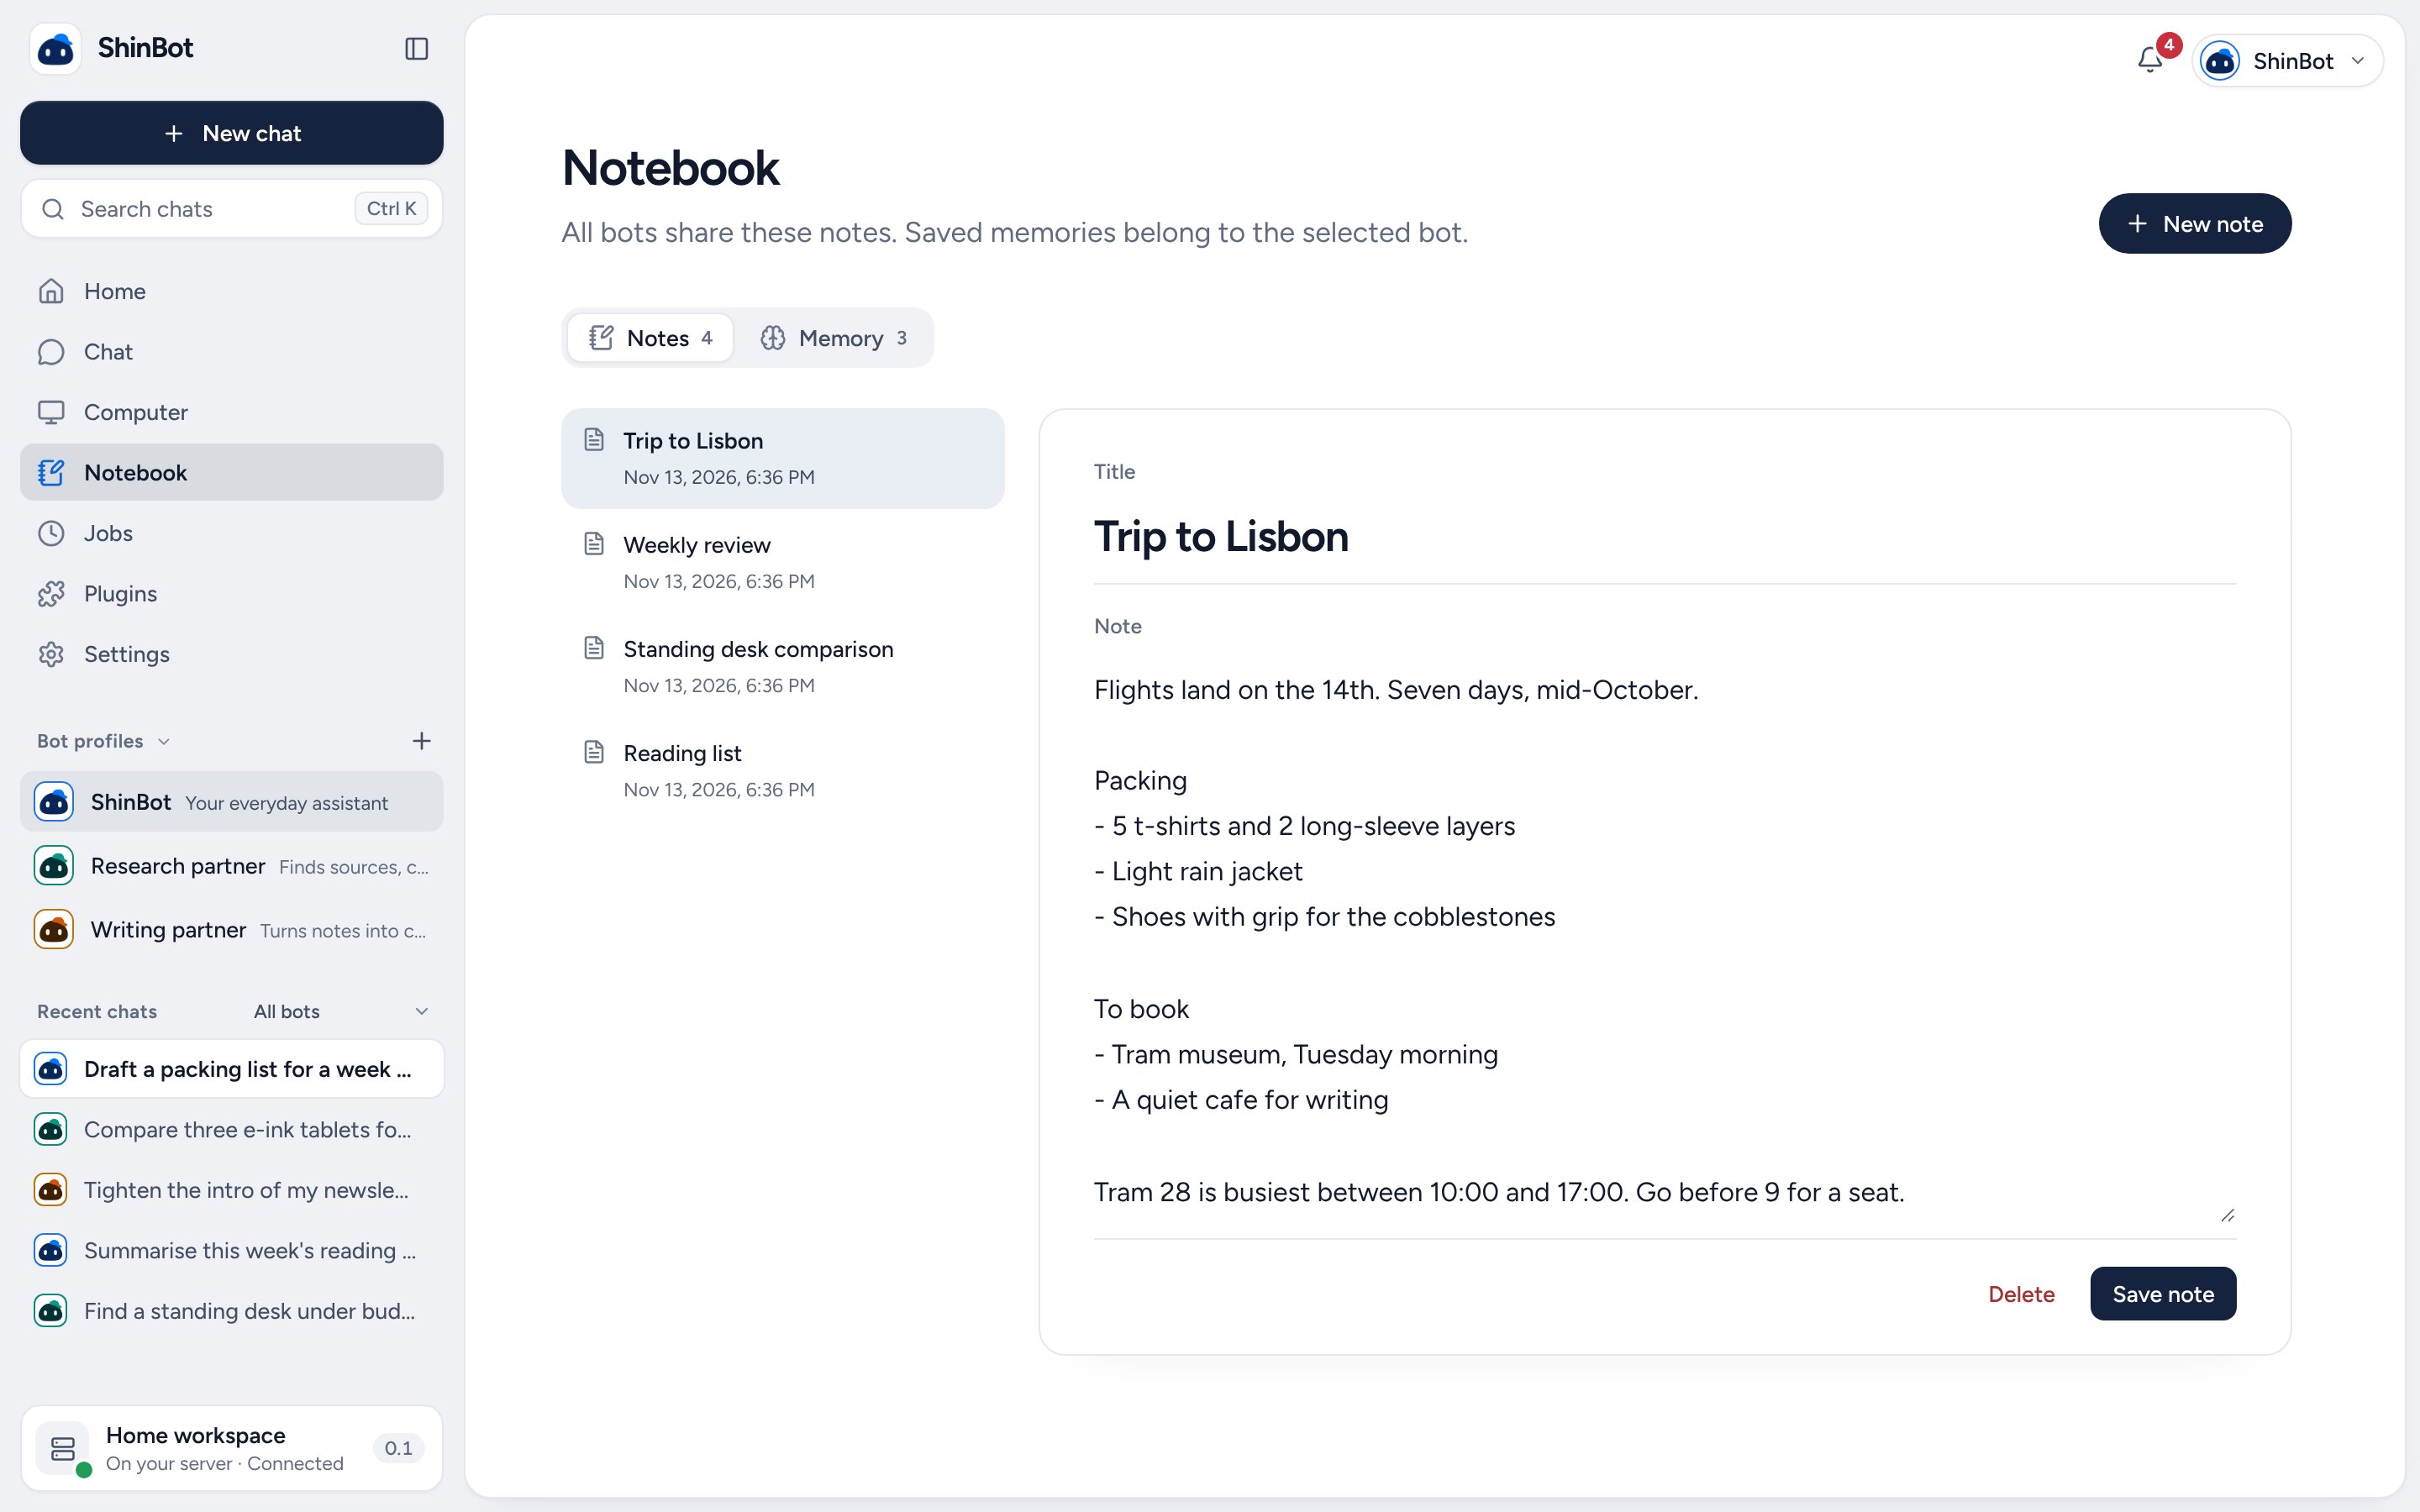 ShinBot
New chat
Search chats Ctrl K
Home
Chat
Computer
Notebook
Jobs
Plugins
Settings
Bot profiles
ShinBot Your everyday assistant
Research partner Finds sources, c...
Writing partner Turns notes into c...
Recent chats All bots
Draft a packing list for a week ...
Compare three e-ink tablets fo...
Tighten the intro of my newsle...
Summarise this week's reading ...
Find a standing desk under bud...
Home workspace
On your server · Connected
0.1
4
ShinBot
Notebook
All bots share these notes. Saved memories belong to the selected bot.
New note
Notes 4
Memory 3
Trip to Lisbon
Nov 13, 2026, 6:36 PM
Weekly review
Nov 13, 2026, 6:36 PM
Standing desk comparison
Nov 13, 2026, 6:36 PM
Reading list
Nov 13, 2026, 6:36 PM
Title
Trip to Lisbon
Note
Flights land on the 14th. Seven days, mid-October.
Packing
- 5 t-shirts and 2 long-sleeve layers
- Light rain jacket
- Shoes with grip for the cobblestones
To book
- Tram museum, Tuesday morning
- A quiet cafe for writing
Tram 28 is busiest between 10:00 and 17:00. Go before 9 for a seat.
Delete
Save note